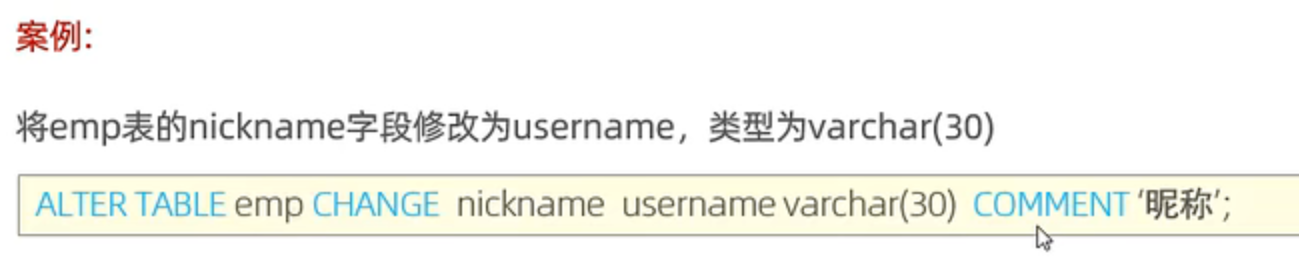 案例:
将emp表的nickname字段修改为username，类型为varchar(30)
ALTER TABLE emp CHANGE nickname username varchar(30) COMMENT ‘昵称’;